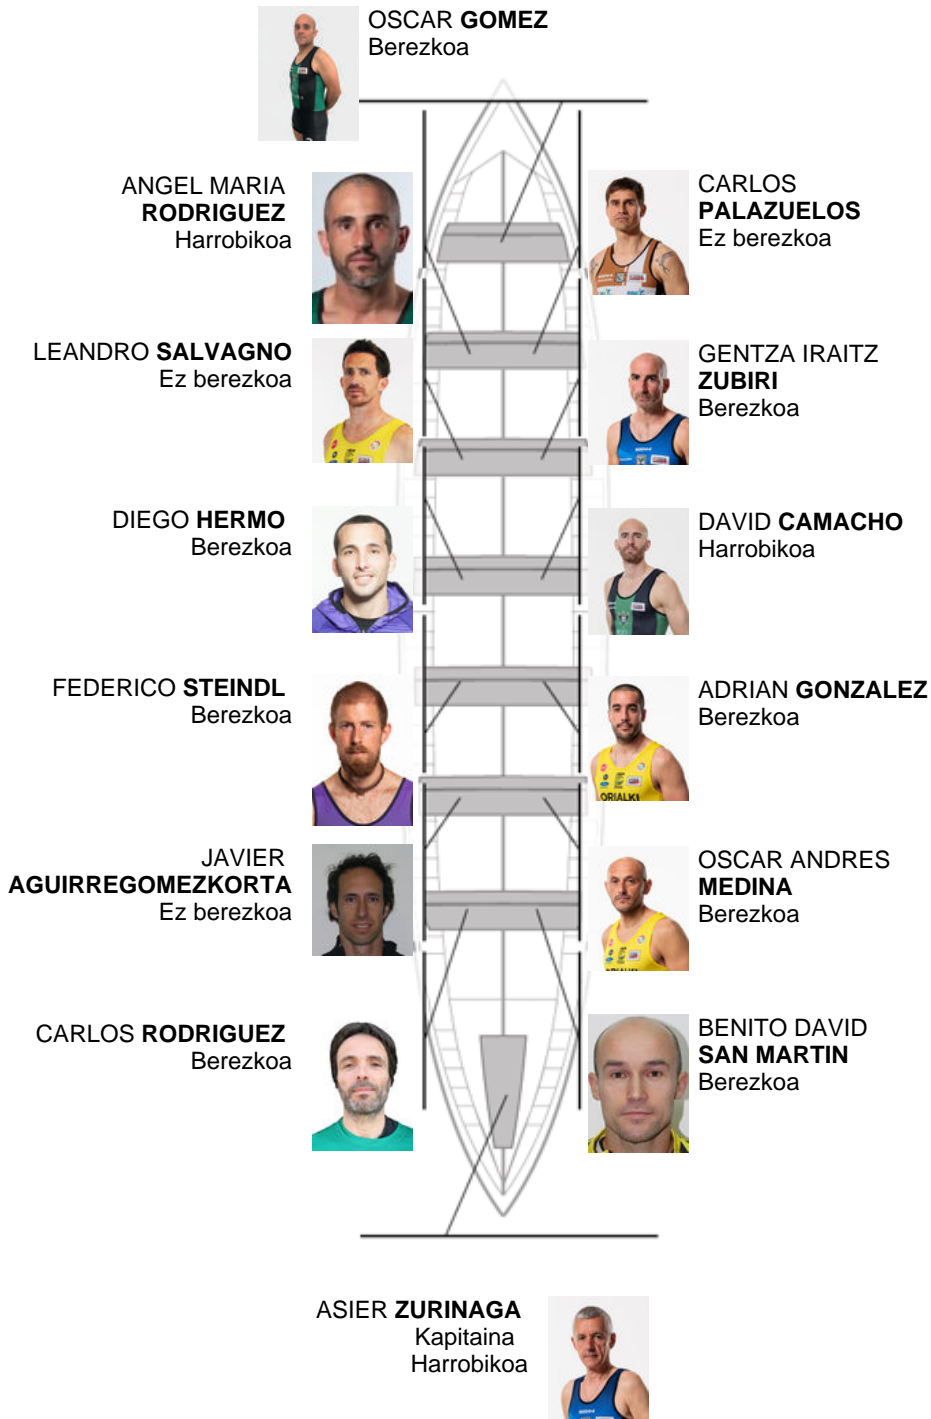 OSCAR GOMEZ
Berezkoa
ANGEL MARIA
RODRIGUEZ
Harrobikoa
CARLOS
PALAZUELOS
Ez berezkoa
LEANDRO SALVAGNO
Ez berezkoa
GENTZA IRAITZ
ZUBIRI
Berezkoa
DIEGO HERMO
Berezkoa
DAVID CAMACHO
Harrobikoa
FEDERICO STEINDL
Berezkoa
ADRIAN GONZALEZ
Berezkoa
ORIALKI
JAVIER
AGUIRREGOMEZKORTA
Ez berezkoa
OSCAR ANDRES
MEDINA
Berezkoa
CARLOS RODRIGUEZ
Berezkoa
BENITO DAVID
SAN MARTIN
Berezkoa
ASIER ZURINAGA
Kapitaina
Harrobikoa